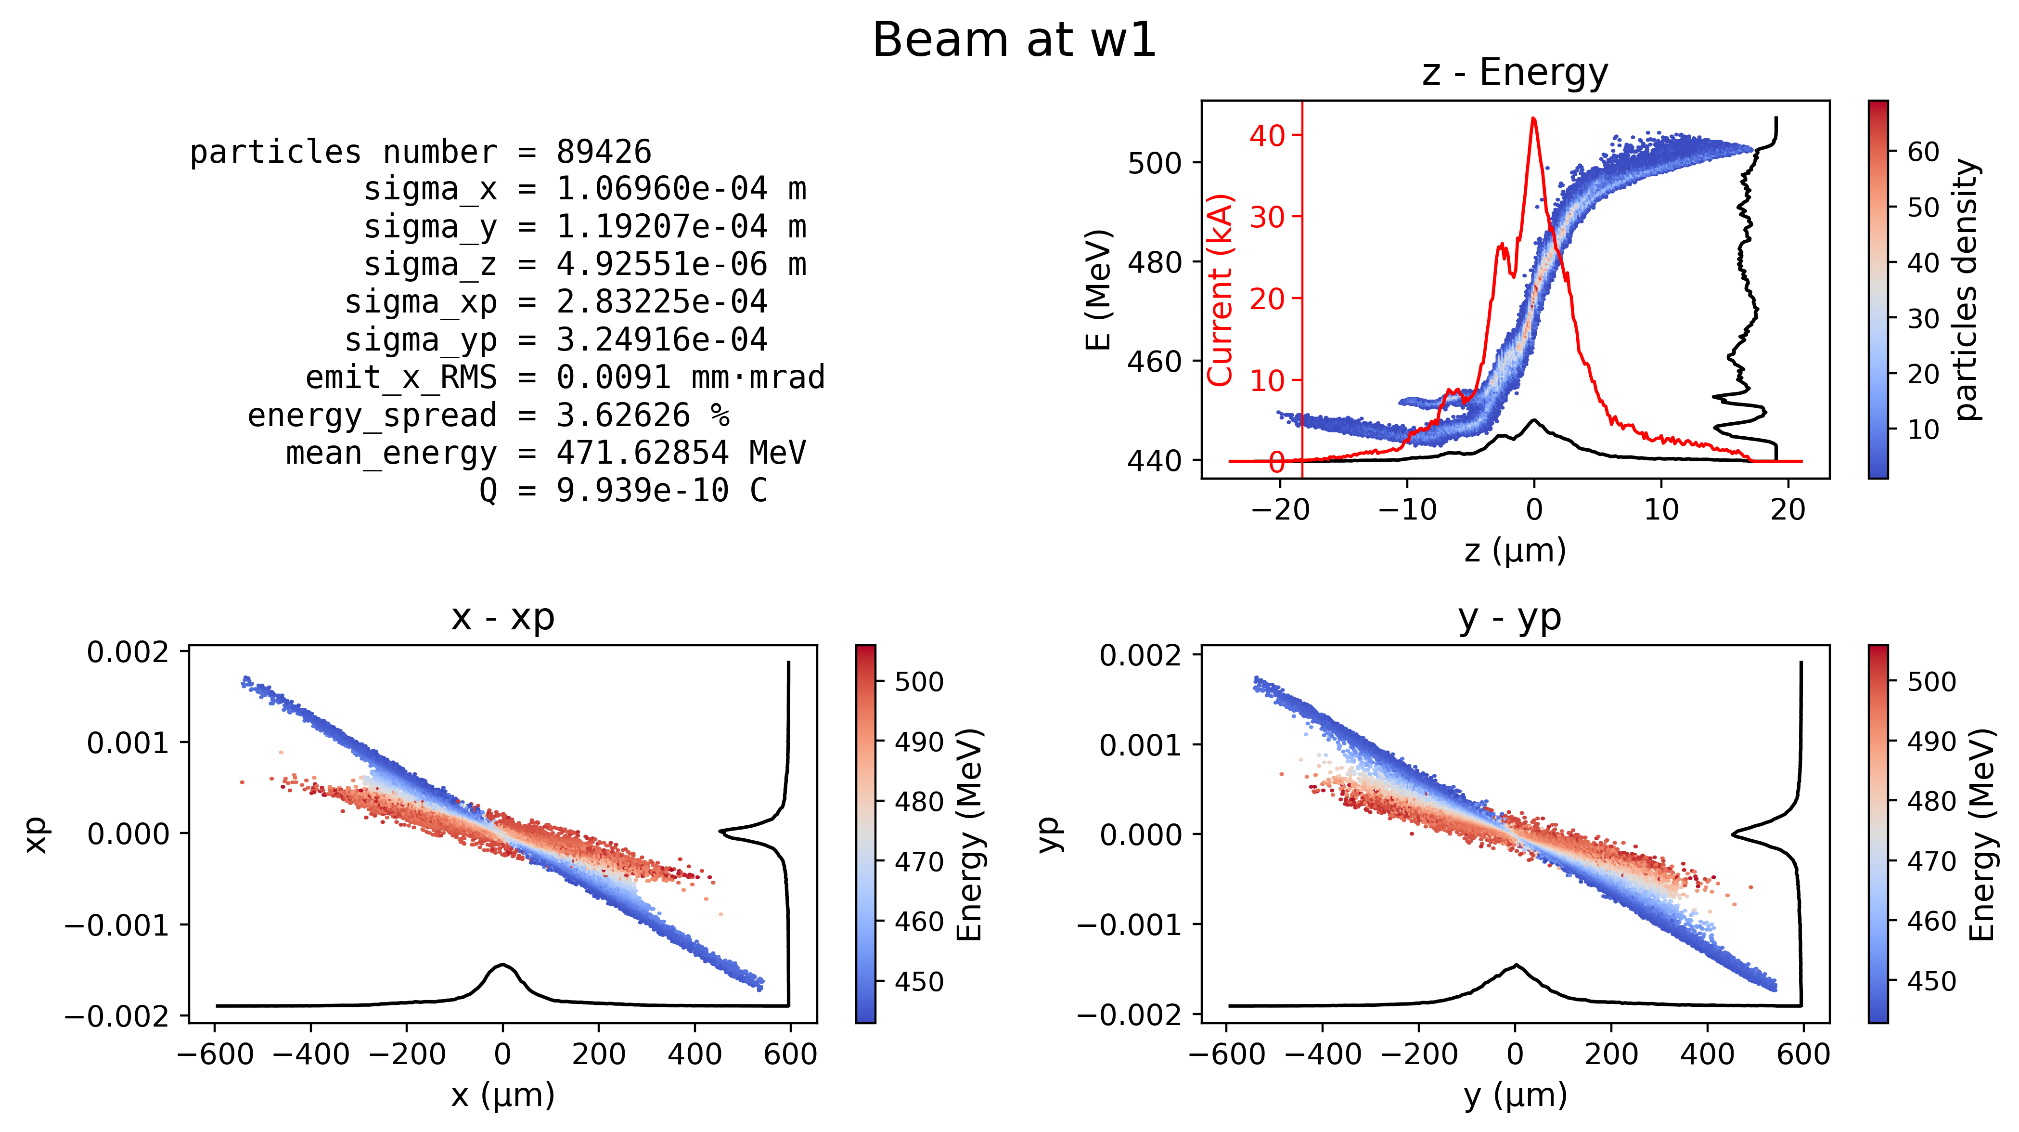 Beam at w1
particles number = 89426
sigma_x = 1.06960e-04 m
sigma_y = 1.19207e-04 m
sigma_z = 4.92551e-06 m
sigma_xp = 2.83225e-04
sigma_yp = 3.24916e-04
emit_x_RMS = 0.0091 mm·mrad
energy_spread = 3.62626 %
mean_energy = 471.62854 MeV
Q = 9.939e-10 C
z - Energy
E (MeV)
500
480
460
440
Current (kA)
40
30
20
10
0
−20 −10 0 10 20
z (μm)
60
50
40
30
20
10
particles density
x - xp
xp
0.002
0.001
0.000
−0.001
−0.002
−600 −400 −200 0 200 400 600
x (μm)
500
490
480
470
460
450
Energy (MeV)
y - yp
yp
0.002
0.001
0.000
−0.001
−0.002
−600 −400 −200 0 200 400 600
y (μm)
500
490
480
470
460
450
Energy (MeV)